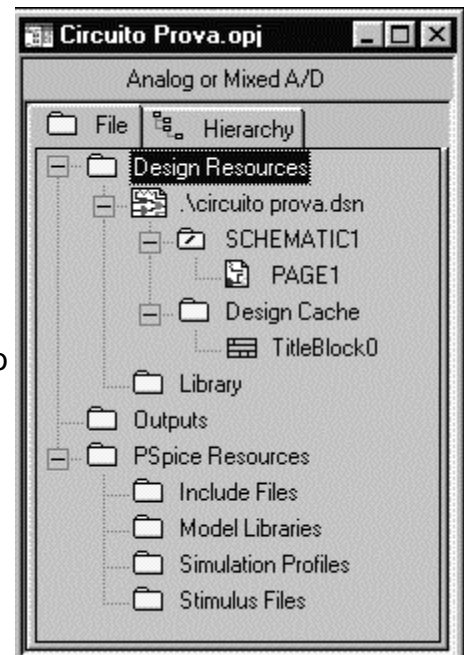 Circuito Prova.opj
Analog or Mixed A/D
File Hierarchy
Design Resources
.\circuito prova.dsn
SCHEMATIC1
PAGE1
Design Cache
TitleBlock0
o
Library
Outputs
PSpice Resources
Include Files
Model Libraries
Simulation Profiles
Stimulus Files